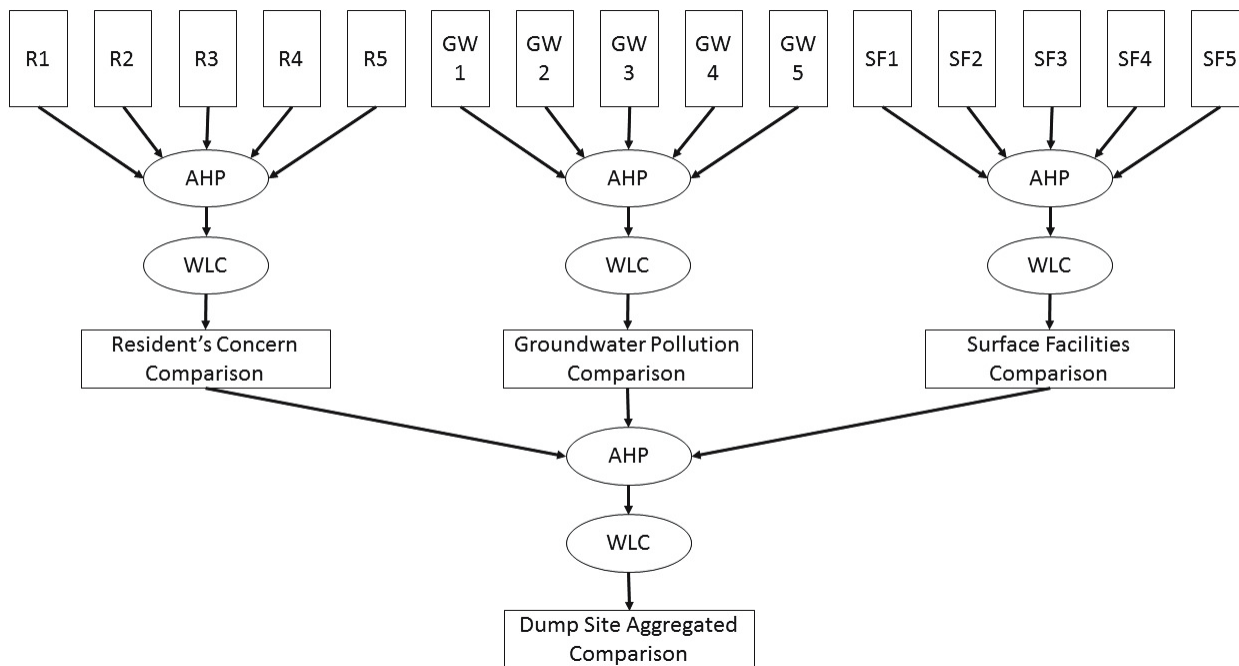 R1
R2
R3
R4
R5
GW
1
GW
2
GW
3
GW
4
GW
5
SF1
SF2
SF3
SF4
SF5
AHP
AHP
AHP
WLC
WLC
WLC
Resident's Concern
Comparison
Groundwater Pollution
Comparison
Surface Facilities
Comparison
AHP
WLC
Dump Site Aggregated
Comparison